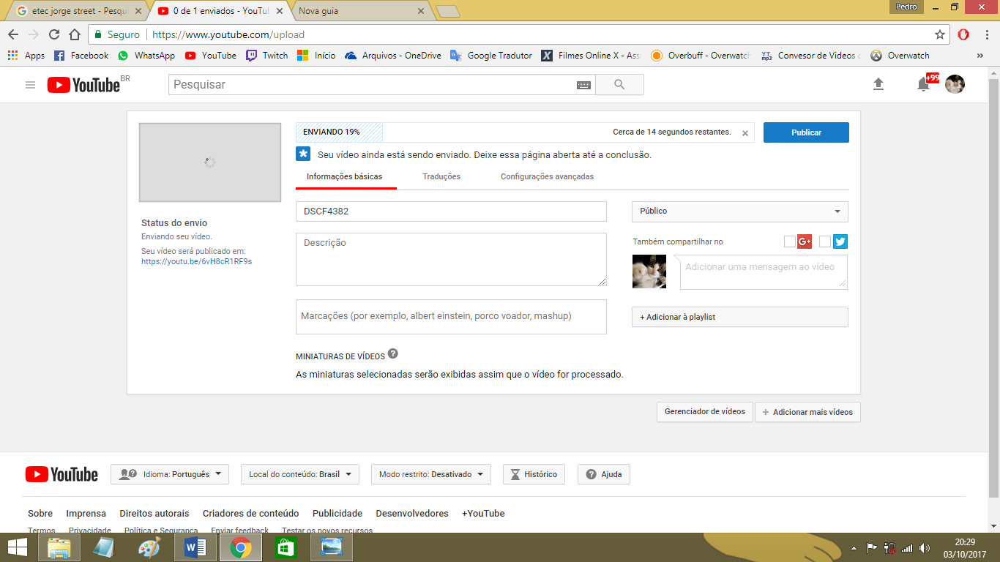 etec jorge street - Pesqu
0 de 1 enviados - YouTu
Nova guia
Pedro
Seguro
https://www.youtube.com/upload
Apps
Facebook
WhatsApp
YouTube
Twitch
Início
Arquivos - OneDrive
Google Tradutor
Filmes Online X - Ass
Overbuff - Overwatch
YT
mp3
Convesor de Videos
Overwatch
YouTube BR
Pesquisar
+99
ENVIANDO 19%
Cerca de 14 segundos restantes.
Publicar
Seu vídeo ainda está sendo enviado. Deixe essa página aberta até a conclusão.
Informações básicas
Traduções
Configurações avançadas
DSCF4382
Público
Status do envio
Enviando seu vídeo.
Seu vídeo será publicado em:
https://youtu.be/6vH8cR1RF9s
Descrição
Também compartilhar no
G+
Adicionar uma mensagem ao vídeo
Marcações (por exemplo, albert einstein, porco voador, mashup)
+ Adicionar à playlist
MINIATURAS DE VÍDEOS ?
As miniaturas selecionadas serão exibidas assim que o vídeo for processado.
Gerenciador de vídeos
+ Adicionar mais vídeos
YouTube
Idioma: Português
Local do conteúdo: Brasil
Modo restrito: Desativado
Histórico
? Ajuda
Sobre
Imprensa
Direitos autorais
Criadores de conteúdo
Publicidade
Desenvolvedores
+YouTube
Termos
Privacidade
Política e Segurança
Enviar feedback
Testar os novos recursos
20:29
03/10/2017